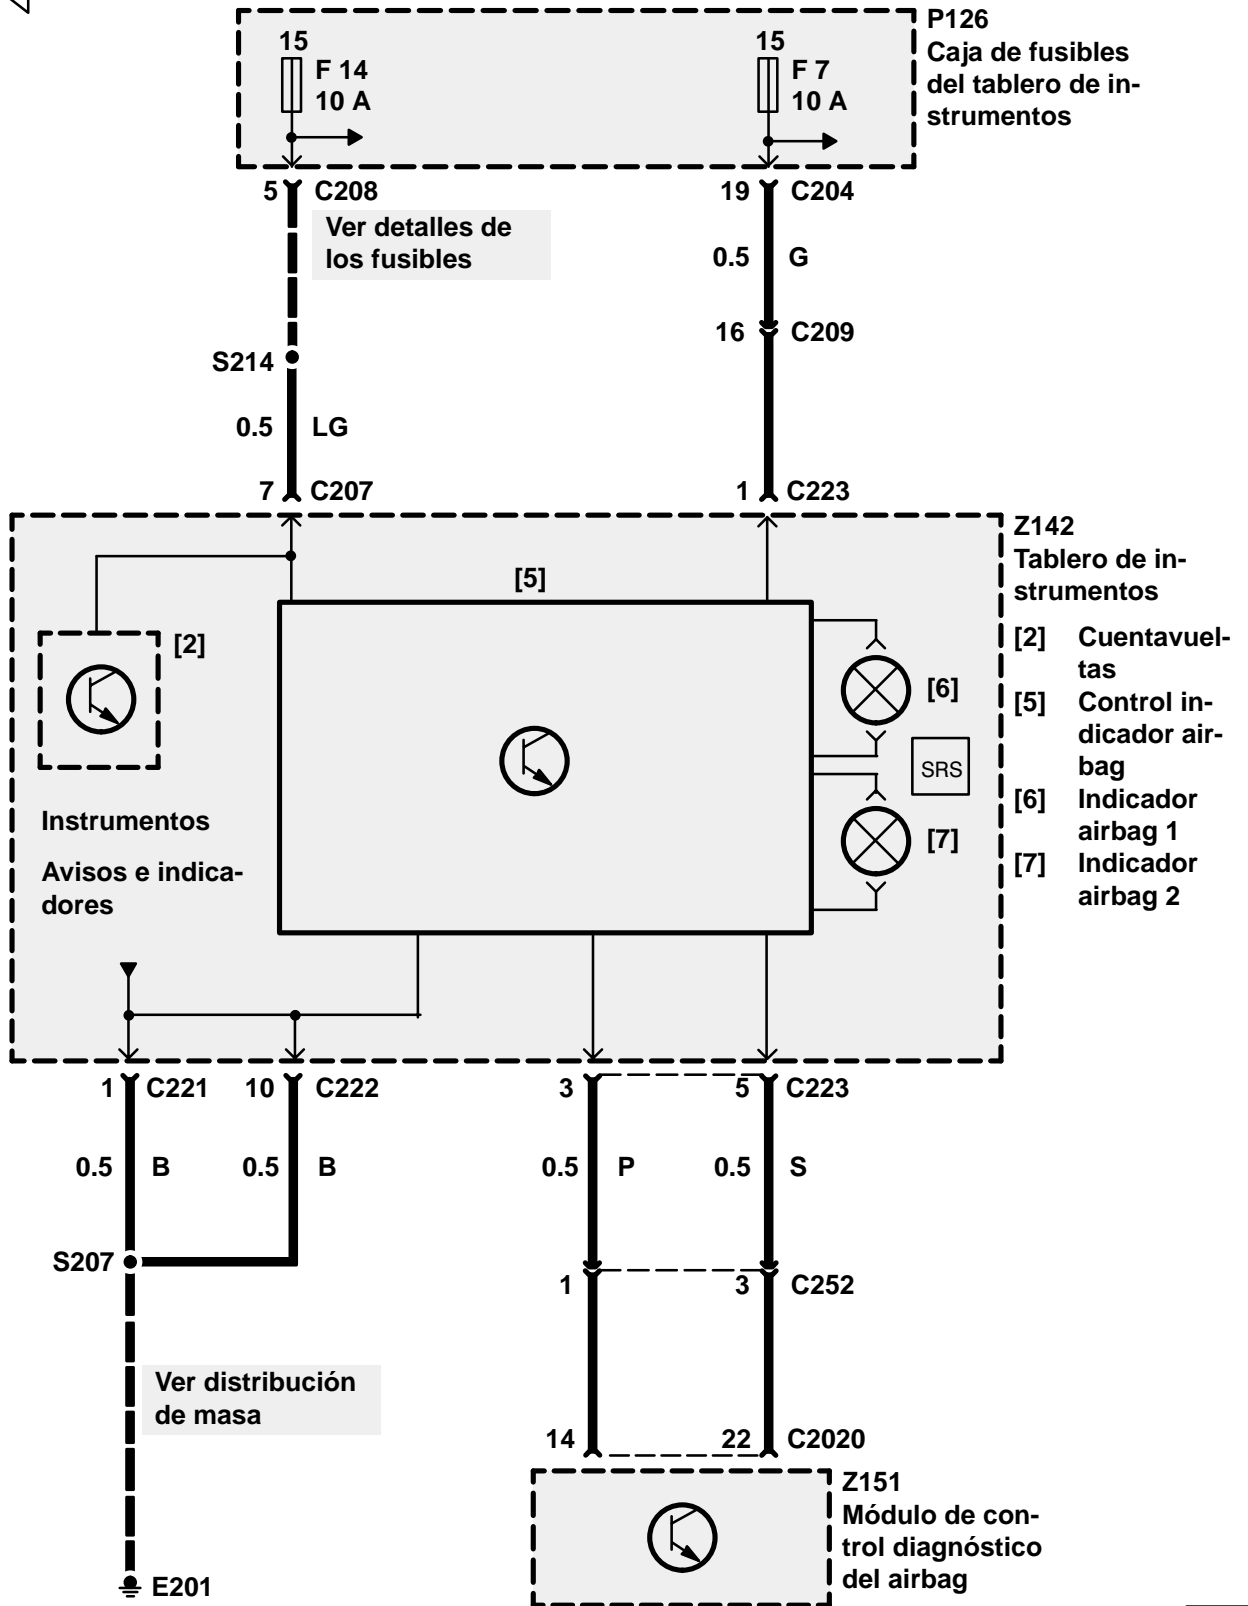 P126
Caja de fusibles
del tablero de in-
strumentos
15
F 14
10 A
15
F 7
10 A
5 C208
19 C204
Ver detalles de
los fusibles
0.5 G
16 C209
S214
0.5 LG
7 C207
1 C223
Z142
Tablero de in-
strumentos
[2] Cuentavuel-
tas
[5] Control in-
dicador air-
bag
[6] Indicador
airbag 1
[7] Indicador
airbag 2
[5]
[2]
[6]
SRS
[7]
Instrumentos
Avisos e indica-
dores
1 C221
10 C222
3
5 C223
0.5 B
0.5 B
0.5 P
0.5 S
S207
1
3 C252
Ver distribución
de masa
14
22 C2020
Z151
Módulo de con-
trol diagnóstico
del airbag
E201